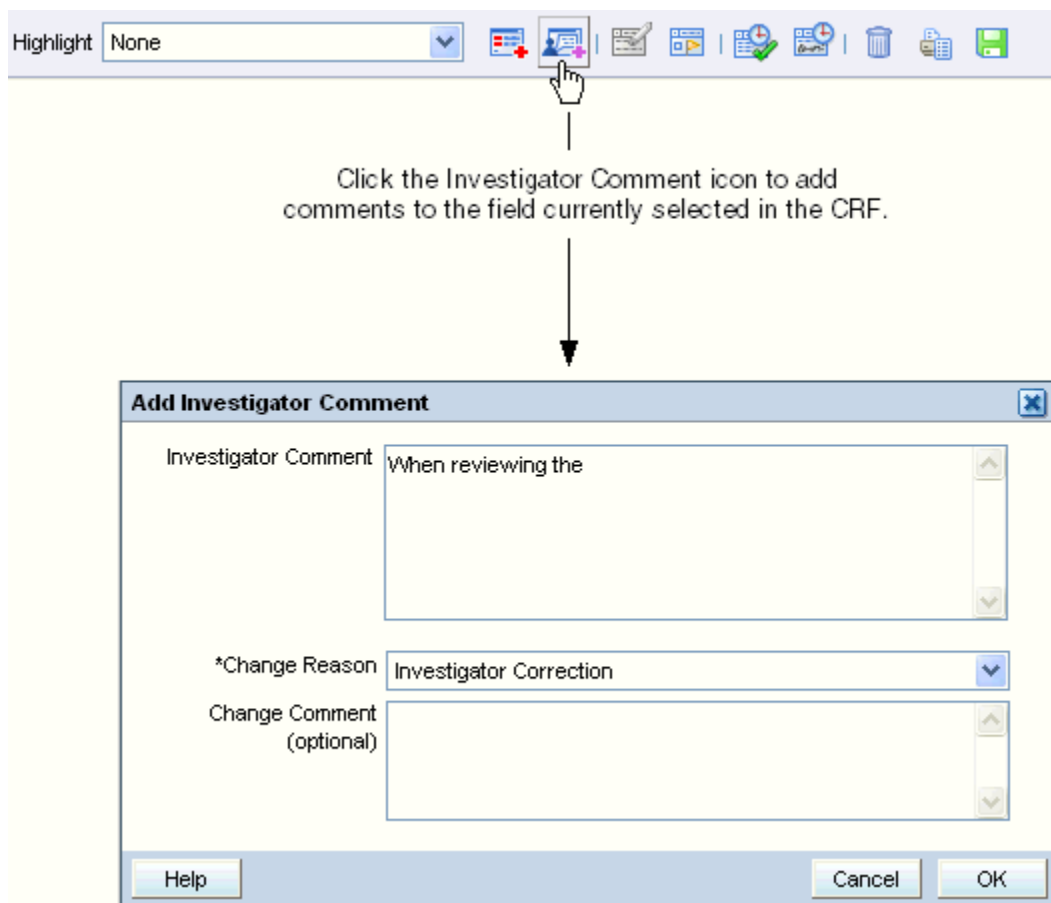 Highlight None
Click the Investigator Comment icon to add
comments to the field currently selected in the CRF.
Add Investigator Comment
Investigator Comment When reviewing the
*Change Reason Investigator Correction
Change Comment
(optional)
Help Cancel OK